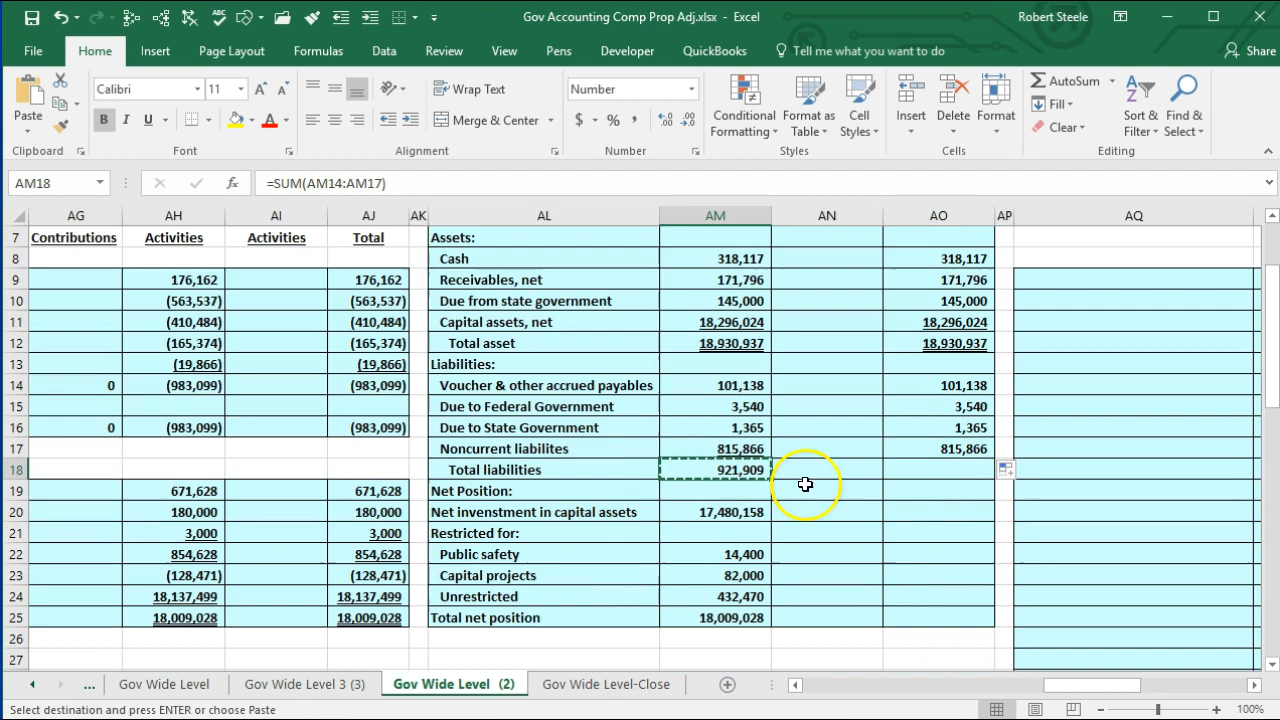 Gov Accounting Comp Prop Adj.xlsx - Excel
Robert Steele
File Home Insert Page Layout Formulas Data Review View Pens Developer QuickBooks Tell me what you want to do Share
Paste
Calibri 11
B I U
Wrap Text
Merge & Center
Number
$ % ,
Conditional Formatting
Format as Table
Cell Styles
Insert
Delete
Format
AutoSum
Fill
Clear
Sort & Filter
Find & Select
Clipboard Font Alignment Number Styles Cells Editing
AM18 fx =SUM(AM14:AM17)
AG AH AI AJ AK AL AM AN AO AP AQ
7 Contributions Activities Activities Total Assets:
8 Cash 318,117 318,117
9 176,162 176,162 Receivables, net 171,796 171,796
10 (563,537) (563,537) Due from state government 145,000 145,000
11 (410,484) (410,484) Capital assets, net 18,296,024 18,296,024
12 (165,374) (165,374) Total asset 18,930,937 18,930,937
13 (19,866) (19,866) Liabilities:
14 0 (983,099) (983,099) Voucher & other accrued payables 101,138 101,138
15 Due to Federal Government 3,540 3,540
16 0 (983,099) (983,099) Due to State Government 1,365 1,365
17 Noncurrent liabilites 815,866 815,866
18 Total liabilities 921,909
19 671,628 671,628 Net Position:
20 180,000 180,000 Net invenstment in capital assets 17,480,158
21 3,000 3,000 Restricted for:
22 854,628 854,628 Public safety 14,400
23 (128,471) (128,471) Capital projects 82,000
24 18,137,499 18,137,499 Unrestricted 432,470
25 18,009,028 18,009,028 Total net position 18,009,028
26
27
... Gov Wide Level Gov Wide Level 3 (3) Gov Wide Level (2) Gov Wide Level-Close
Select destination and press ENTER or choose Paste
100%